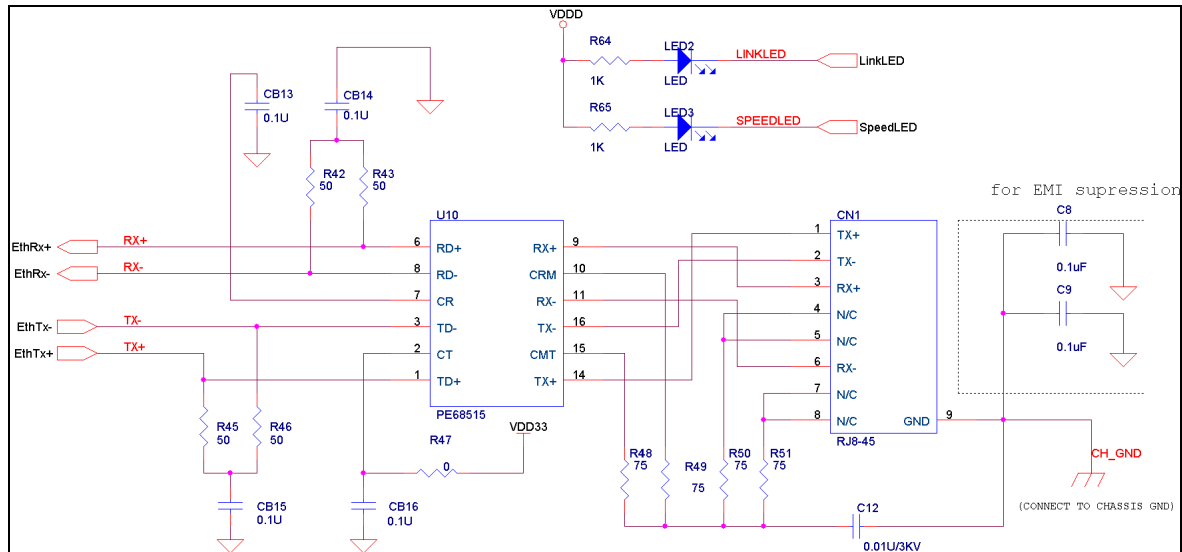 VDDD
R64
1K
LED2
LED
LINKLED
LinkLED
R65
1K
LED3
LED
SPEEDLED
SpeedLED
CB13
0.1U
CB14
0.1U
R42
50
R43
50
for EMI supression
C8
0.1uF
C9
0.1uF
EthRx+
RX+
EthRx-
RX-
EthTx-
TX-
EthTx+
TX+
U10
6 RD+ RX+ 9
8 RD- CRM 10
7 CR RX- 11
3 TD- TX- 16
2 CT CMT 15
1 TD+ TX+ 14
PE68515
CN1
1 TX+
2 TX-
3 RX+
4 N/C
5 N/C
6 RX-
7 N/C
8 N/C GND 9
RJ8-45
R45
50
R46
50
CB15
0.1U
R47
0
VDD33
CB16
0.1U
R48
75
R49
75
R50
75
R51
75
C12
0.01U/3KV
CH_GND
(CONNECT TO CHASSIS GND)